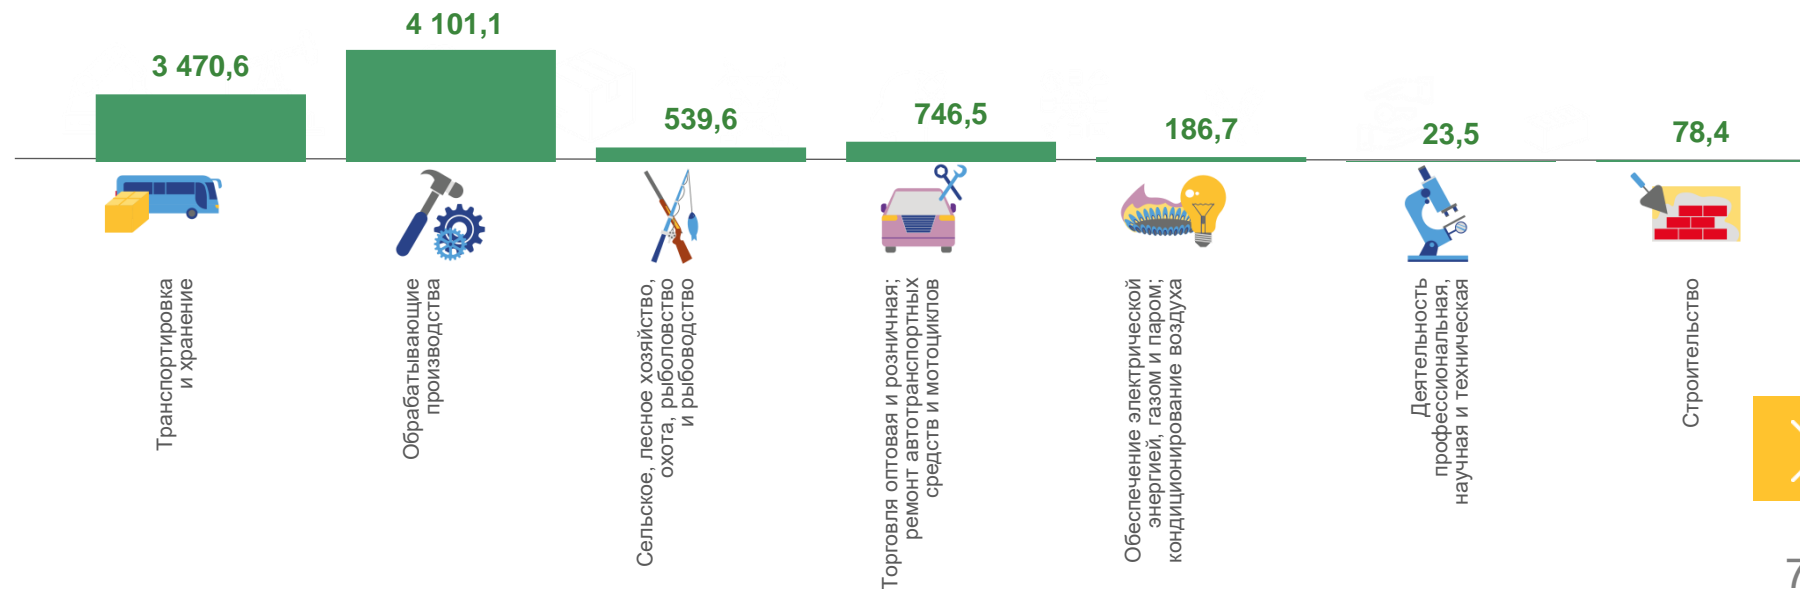 3 470,6
4 101,1
539,6
746,5
186,7
23,5
78,4
Транспортировка
и хранение
Обрабатывающие
производства
Сельское, лесное хозяйство,
охота, рыболовство
и рыбоводство
Торговля оптовая и розничная;
ремонт автотранспортных
средств и мотоциклов
Обеспечение электрической
энергией, газом и паром;
кондиционирование воздуха
Деятельность
профессиональная,
научная и техническая
Строительство
7